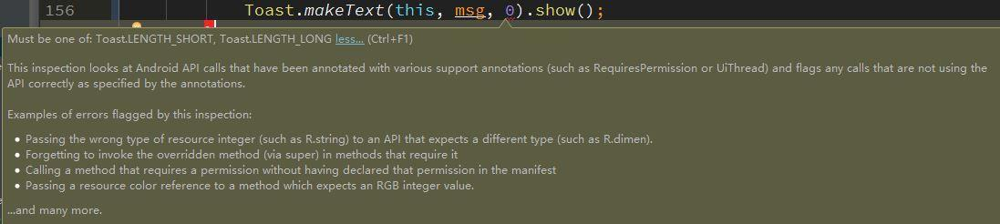 156 Toast.makeText(this, msg, 0).show();
Must be one of: Toast.LENGTH_SHORT, Toast.LENGTH_LONG less... (Ctrl+F1)
This inspection looks at Android API calls that have been annotated with various support annotations (such as RequiresPermission or UiThread) and flags any calls that are not using the
API correctly as specified by the annotations.
Examples of errors flagged by this inspection:
• Passing the wrong type of resource integer (such as R.string) to an API that expects a different type (such as R.dimen).
• Forgetting to invoke the overridden method (via super) in methods that require it
• Calling a method that requires a permission without having declared that permission in the manifest
• Passing a resource color reference to a method which expects an RGB integer value.
...and many more.